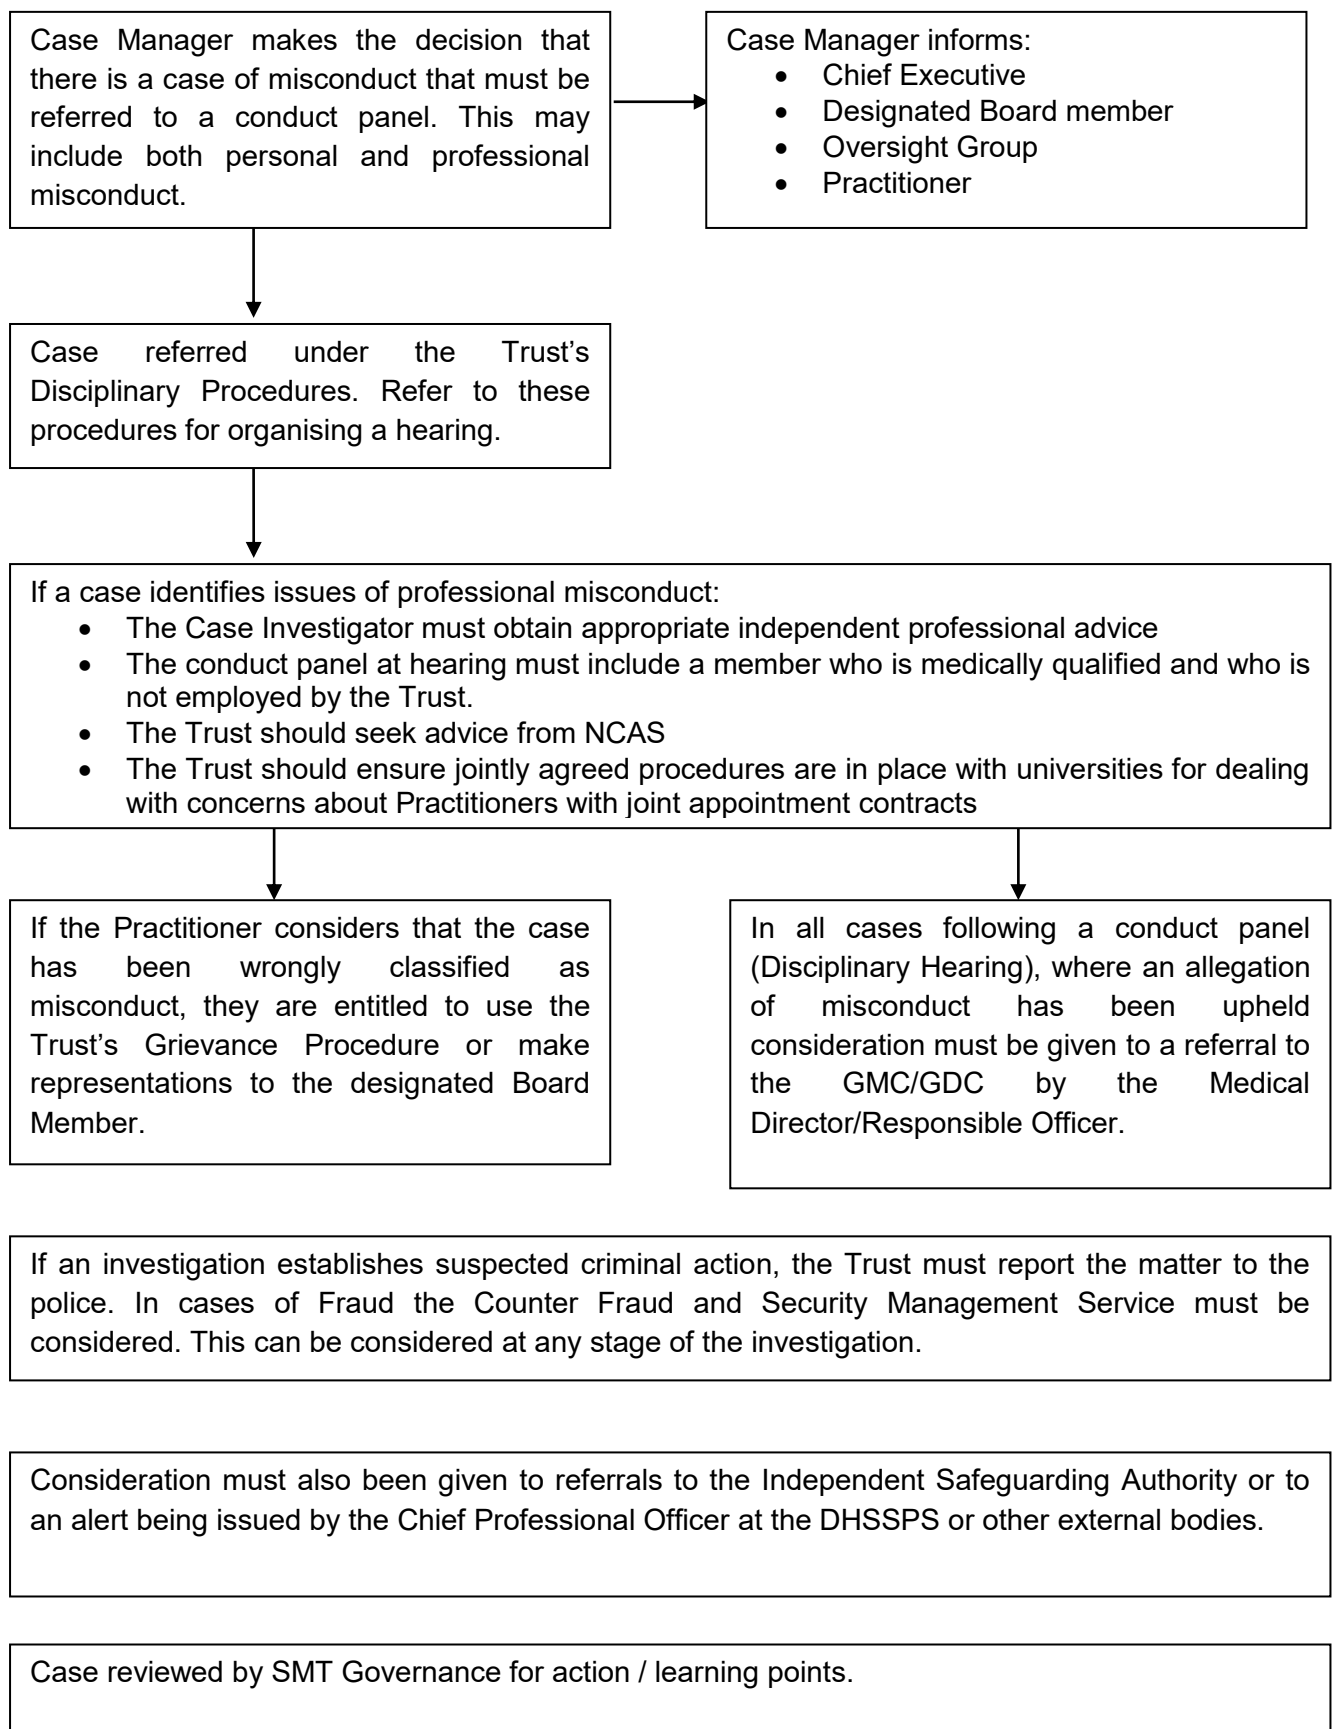 Case Manager makes the decision that
there is a case of misconduct that must be
referred to a conduct panel. This may
include both personal and professional
misconduct.
Case Manager informs:
• Chief Executive
• Designated Board member
• Oversight Group
• Practitioner
Case referred under the Trust’s
Disciplinary Procedures. Refer to these
procedures for organising a hearing.
If a case identifies issues of professional misconduct:
• The Case Investigator must obtain appropriate independent professional advice
• The conduct panel at hearing must include a member who is medically qualified and who is
not employed by the Trust.
• The Trust should seek advice from NCAS
• The Trust should ensure jointly agreed procedures are in place with universities for dealing
with concerns about Practitioners with joint appointment contracts
If the Practitioner considers that the case
has been wrongly classified as
misconduct, they are entitled to use the
Trust’s Grievance Procedure or make
representations to the designated Board
Member.
In all cases following a conduct panel
(Disciplinary Hearing), where an allegation
of misconduct has been upheld
consideration must be given to a referral to
the GMC/GDC by the Medical
Director/Responsible Officer.
If an investigation establishes suspected criminal action, the Trust must report the matter to the
police. In cases of Fraud the Counter Fraud and Security Management Service must be
considered. This can be considered at any stage of the investigation.
Consideration must also been given to referrals to the Independent Safeguarding Authority or to
an alert being issued by the Chief Professional Officer at the DHSSPS or other external bodies.
Case reviewed by SMT Governance for action / learning points.